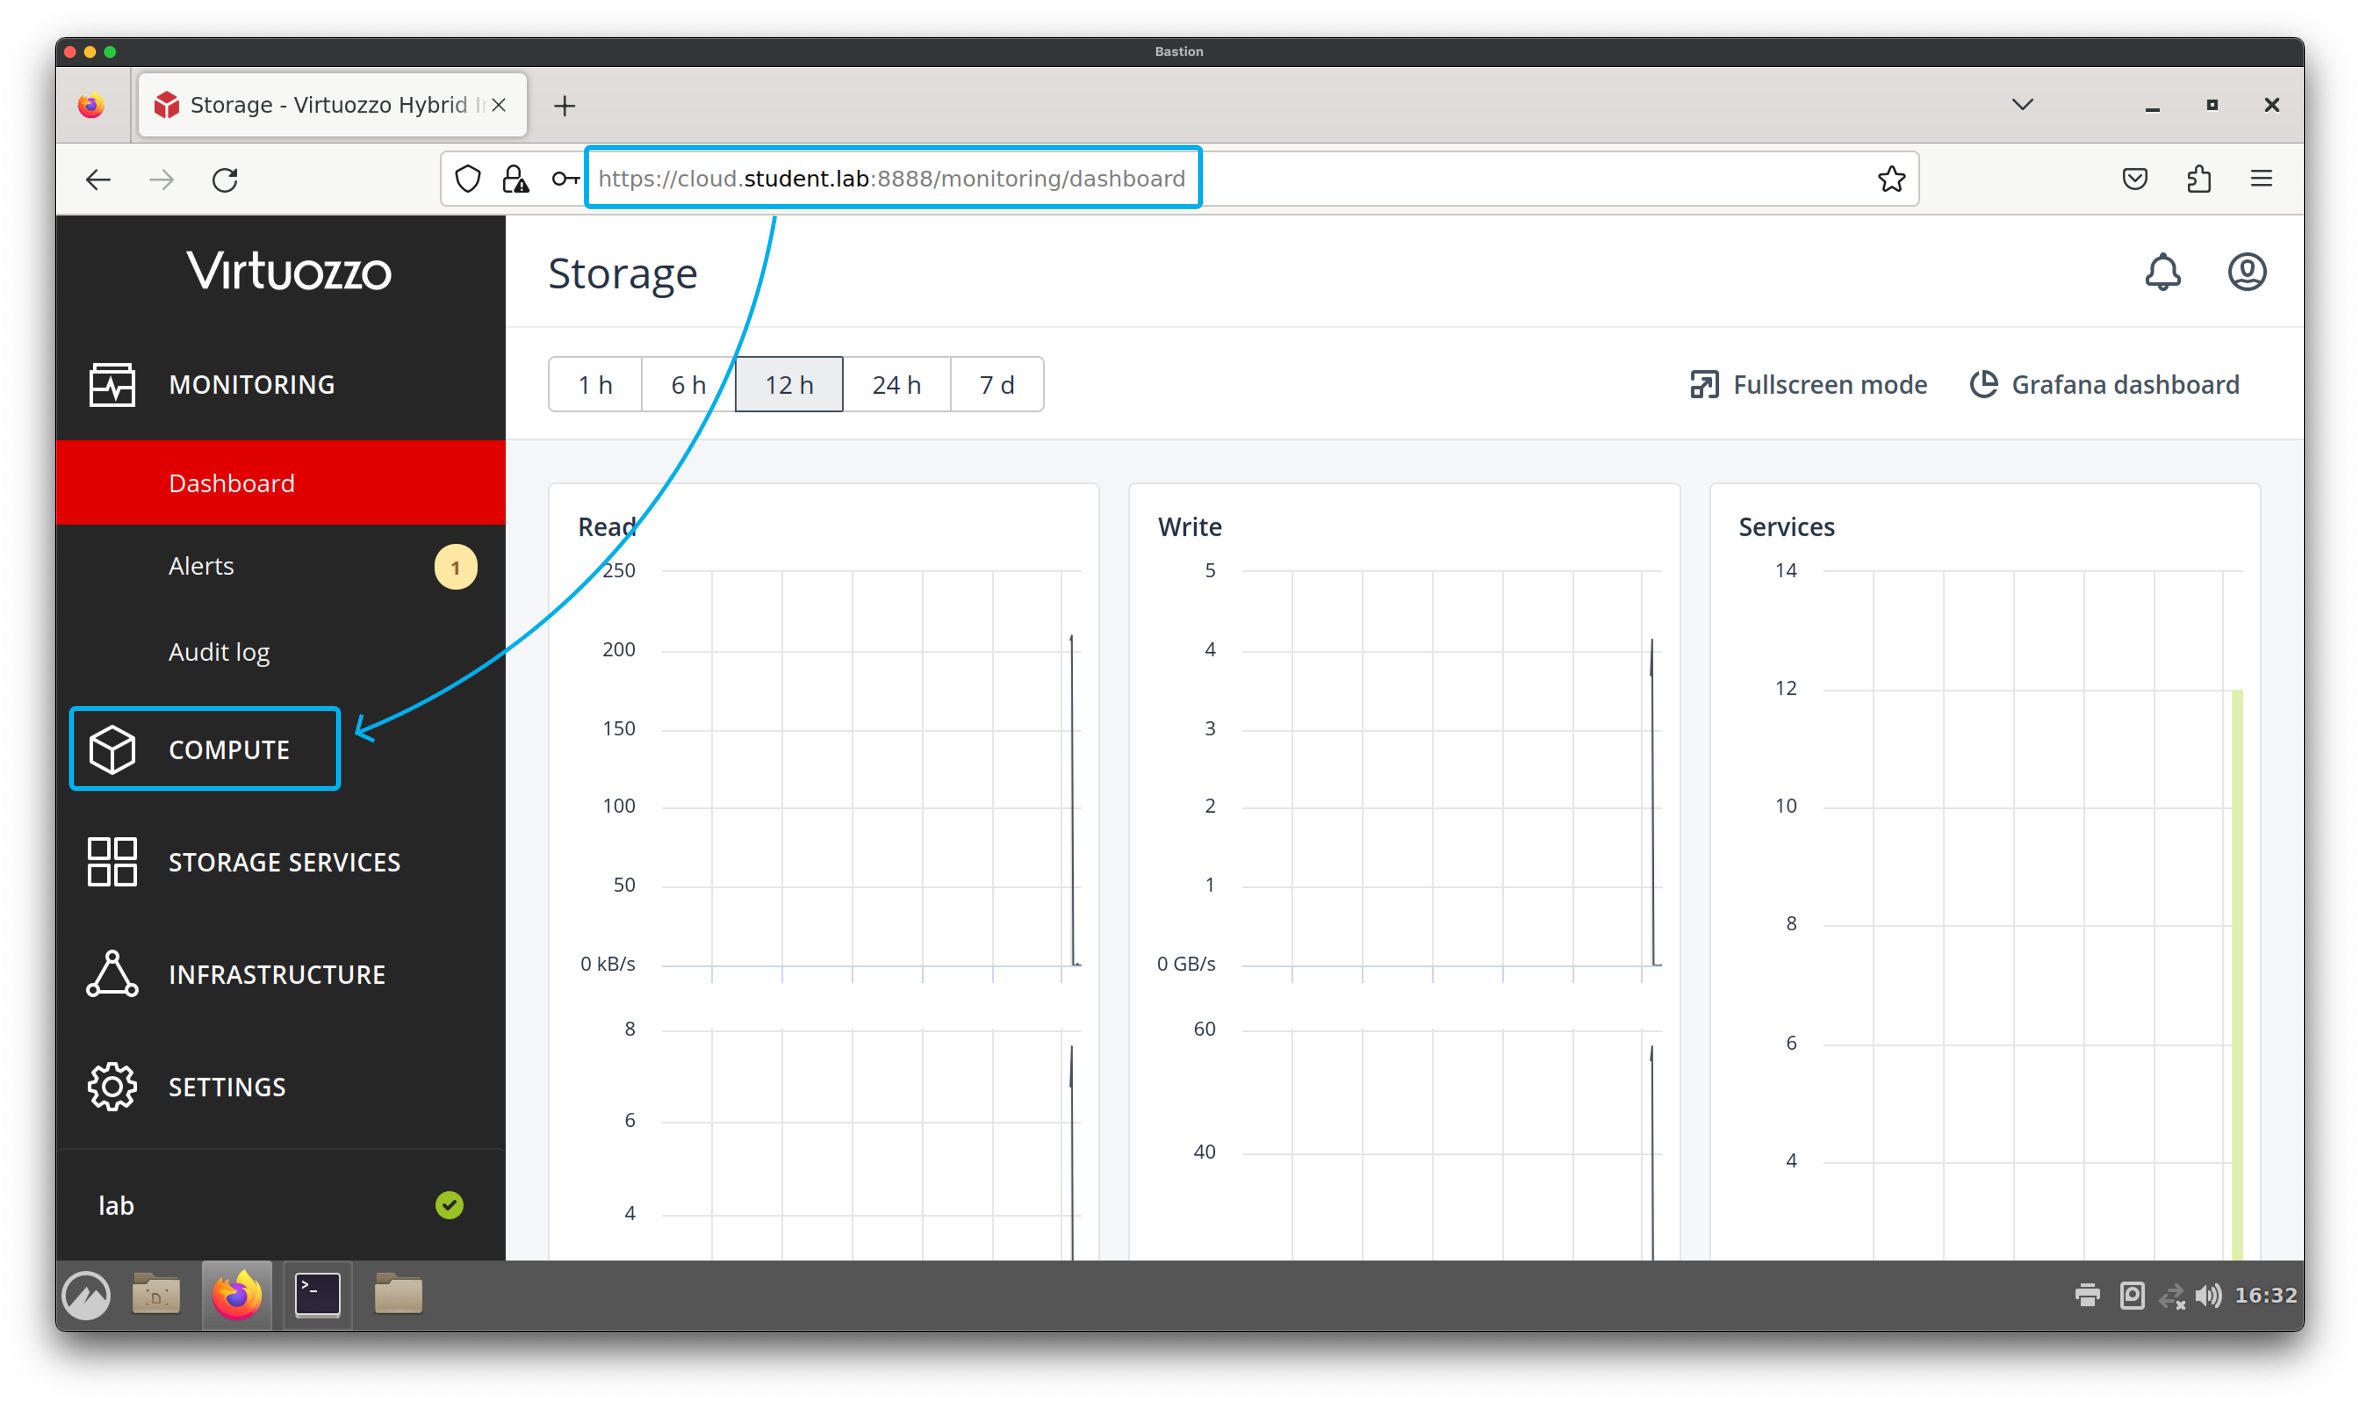 Bastion
Storage - Virtuozzo Hybrid
https://cloud.student.lab:8888/monitoring/dashboard
Virtuozzo
Storage
MONITORING
1 h 6 h 12 h 24 h 7 d
Fullscreen mode
Grafana dashboard
Dashboard
Alerts
1
Audit log
COMPUTE
STORAGE SERVICES
INFRASTRUCTURE
SETTINGS
lab
Read
250
200
150
100
50
0 kB/s
8
6
4
Write
5
4
3
2
1
0 GB/s
60
40
Services
14
12
10
8
6
4
16:32